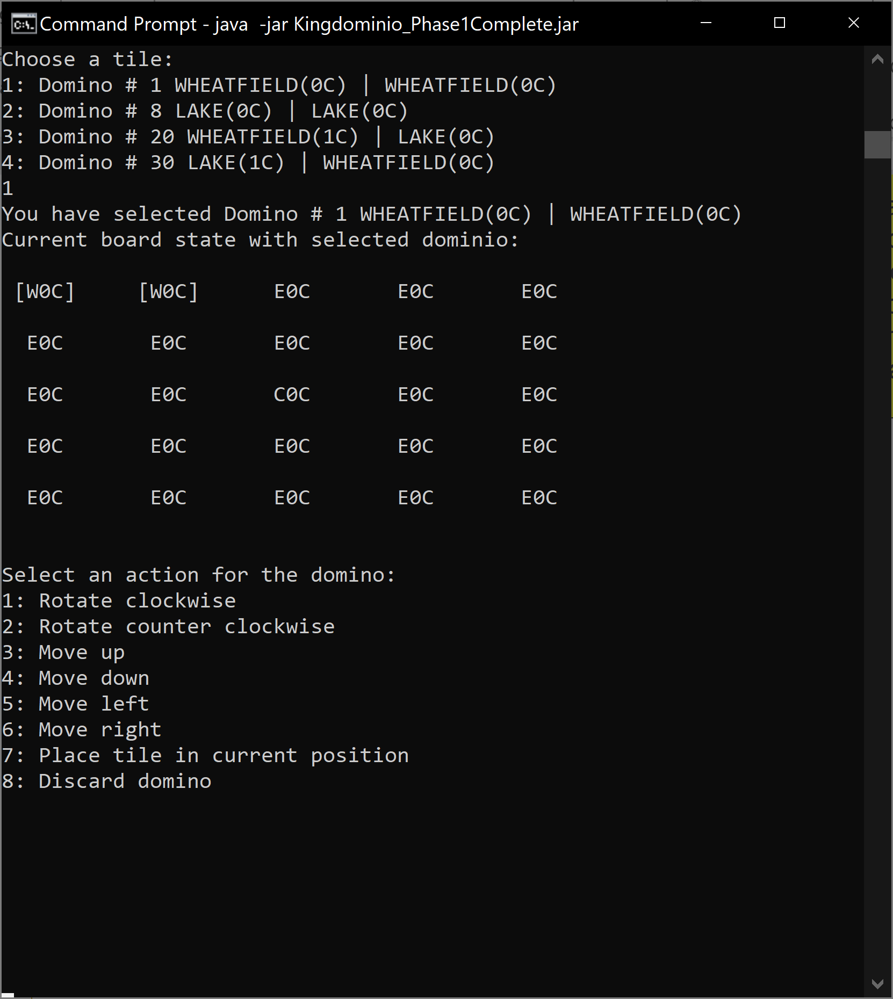 Command Prompt - java  -jar Kingdominio_Phase1Complete.jar
Choose a tile:
1: Domino # 1 WHEATFIELD(0C) | WHEATFIELD(0C)
2: Domino # 8 LAKE(0C) | LAKE(0C)
3: Domino # 20 WHEATFIELD(1C) | LAKE(0C)
4: Domino # 30 LAKE(1C) | WHEATFIELD(0C)
1
You have selected Domino # 1 WHEATFIELD(0C) | WHEATFIELD(0C)
Current board state with selected dominio:
[W0C] [W0C] E0C E0C E0C
E0C E0C E0C E0C E0C
E0C E0C C0C E0C E0C
E0C E0C E0C E0C E0C
E0C E0C E0C E0C E0C
Select an action for the domino:
1: Rotate clockwise
2: Rotate counter clockwise
3: Move up
4: Move down
5: Move left
6: Move right
7: Place tile in current position
8: Discard domino